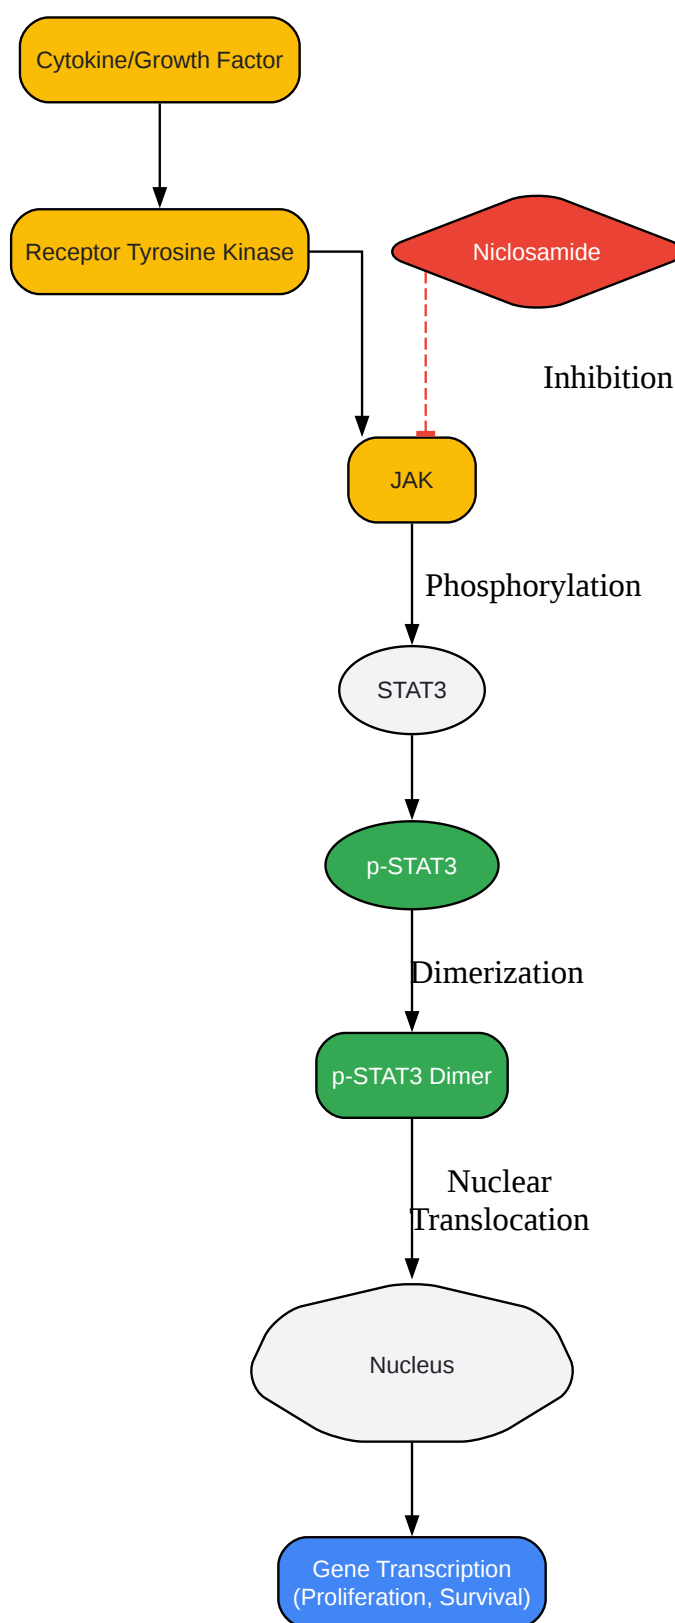 Cytokine/Growth Factor
Receptor Tyrosine Kinase
Niclosamide
Inhibition
JAK
Phosphorylation
STAT3
p-STAT3
Dimerization
p-STAT3 Dimer
Nuclear
Translocation
Nucleus
Gene Transcription
(Proliferation, Survival)